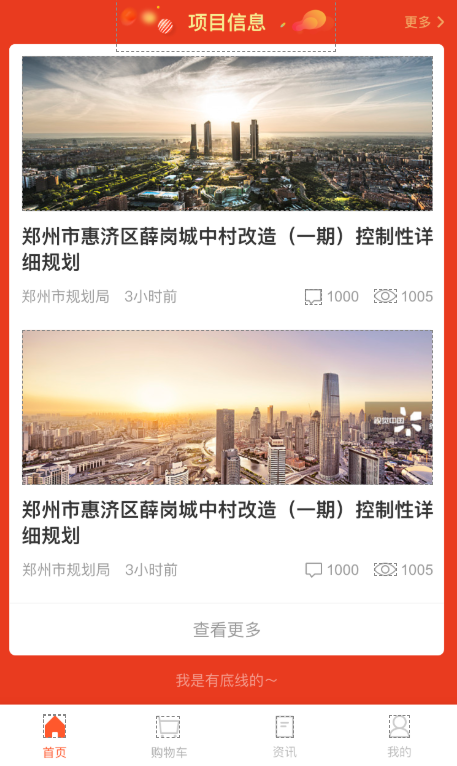 项目信息
更多
郑州市惠济区薛岗城中村改造（一期）控制性详
细规划
郑州市规划局 3小时前 1000 1005
视觉中国
郑州市惠济区薛岗城中村改造（一期）控制性详
细规划
郑州市规划局 3小时前 1000 1005
查看更多
我是有底线的～
首页 购物车 资讯 我的